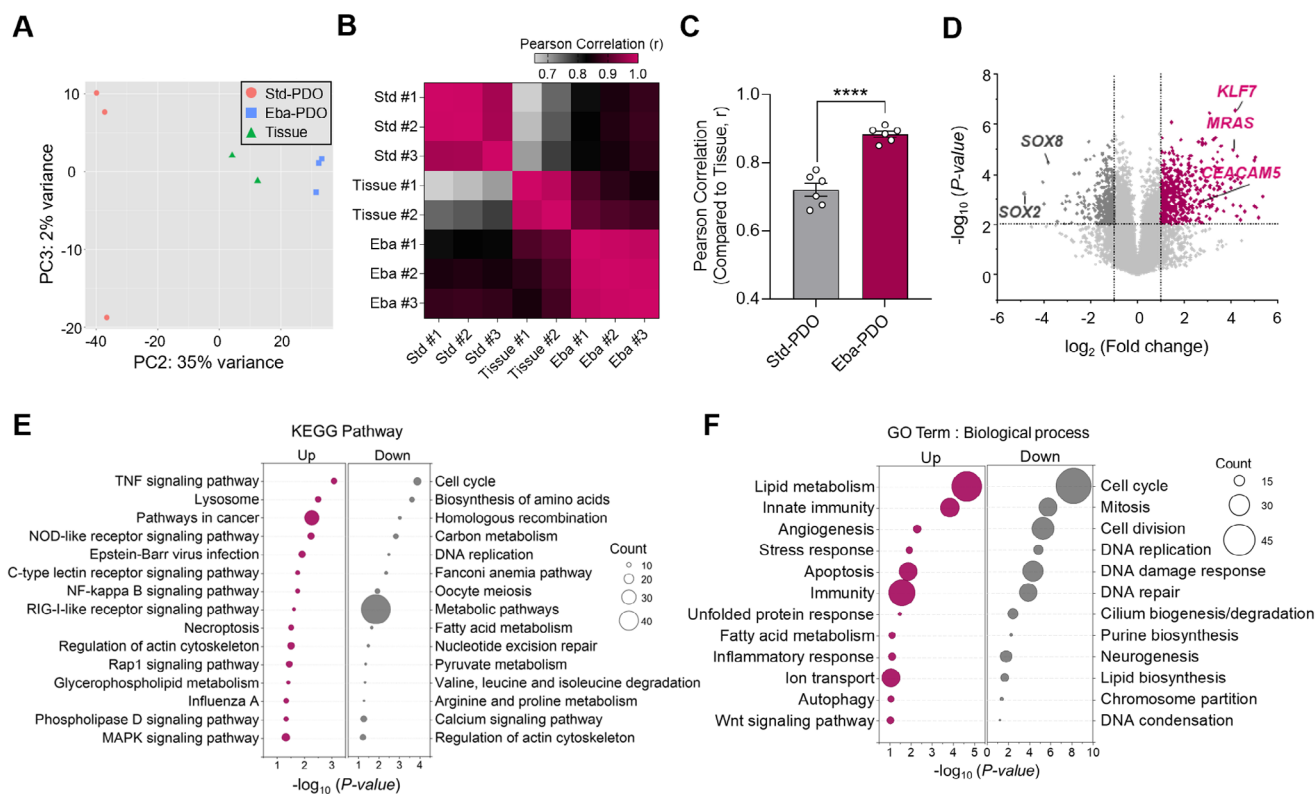 A
10
0
-10
-20
PC3: 2% variance
-40
-20
0
20
PC2: 35% variance
Std-PDO
Eba-PDO
Tissue
B
Pearson Correlation (r)
0.7 0.8 0.9 1.0
Std #1
Std #2
Std #3
Tissue #1
Tissue #2
Eba #1
Eba #2
Eba #3
Std #1
Std #2
Std #3
Tissue #1
Tissue #2
Eba #1
Eba #2
Eba #3
C
****
1.0
0.8
0.6
0.4
Pearson Correlation
(Compared to Tissue, r)
Std-PDO
Eba-PDO
D
8
6
4
2
2
0
-log10 (P-value)
KLF7
MRAS
SOX8
CEACAM5
SOX2
-6 -4 -2 0 2 4 6
log2 (Fold change)
E
KEGG Pathway
Up
Down
TNF signaling pathway
Lysosome
Pathways in cancer
NOD-like receptor signaling pathway
Epstein-Barr virus infection
C-type lectin receptor signaling pathway
NF-kappa B signaling pathway
RIG-I-like receptor signaling pathway
Necroptosis
Regulation of actin cytoskeleton
Rap1 signaling pathway
Glycerophospholipid metabolism
Influenza A
Phospholipase D signaling pathway
MAPK signaling pathway
Cell cycle
Biosynthesis of amino acids
Homologous recombination
Carbon metabolism
DNA replication
Fanconi anemia pathway
Oocyte meiosis
Metabolic pathways
Fatty acid metabolism
Nucleotide excision repair
Pyruvate metabolism
Valine, leucine and isoleucine degradation
Arginine and proline metabolism
Calcium signaling pathway
Regulation of actin cytoskeleton
Count
10
20
30
40
1 2 3
1 2 3 4
-log10 (P-value)
F
GO Term : Biological process
Up
Down
Lipid metabolism
Innate immunity
Angiogenesis
Stress response
Apoptosis
Immunity
Unfolded protein response
Fatty acid metabolism
Inflammatory response
Ion transport
Autophagy
Wnt signaling pathway
Cell cycle
Mitosis
Cell division
DNA replication
DNA damage response
DNA repair
Cilium biogenesis/degradation
Purine biosynthesis
Neurogenesis
Lipid biosynthesis
Chromosome partition
DNA condensation
Count
15
30
45
1 2 3 4 5
0 2 4 6 8 10
-log10 (P-value)